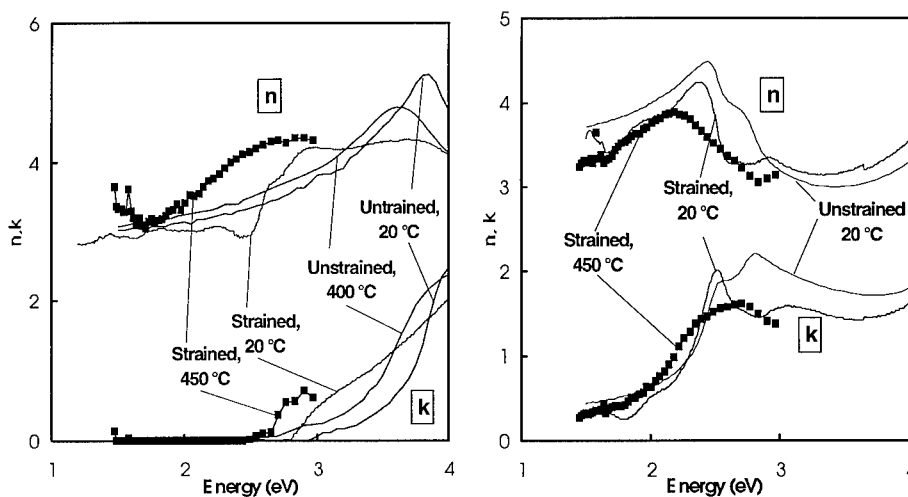 6
4
2
0
n, k
n
k
Untrained,
20 °C
Unstrained,
400 °C
Strained,
20 °C
Strained,
450 °C
1 2 3 4
Energy (eV)
5
4
3
2
1
0
n, k
n
k
Strained,
20 °C
Strained,
450 °C
Unstrained
20 °C
1 2 3 4
Energy (eV)